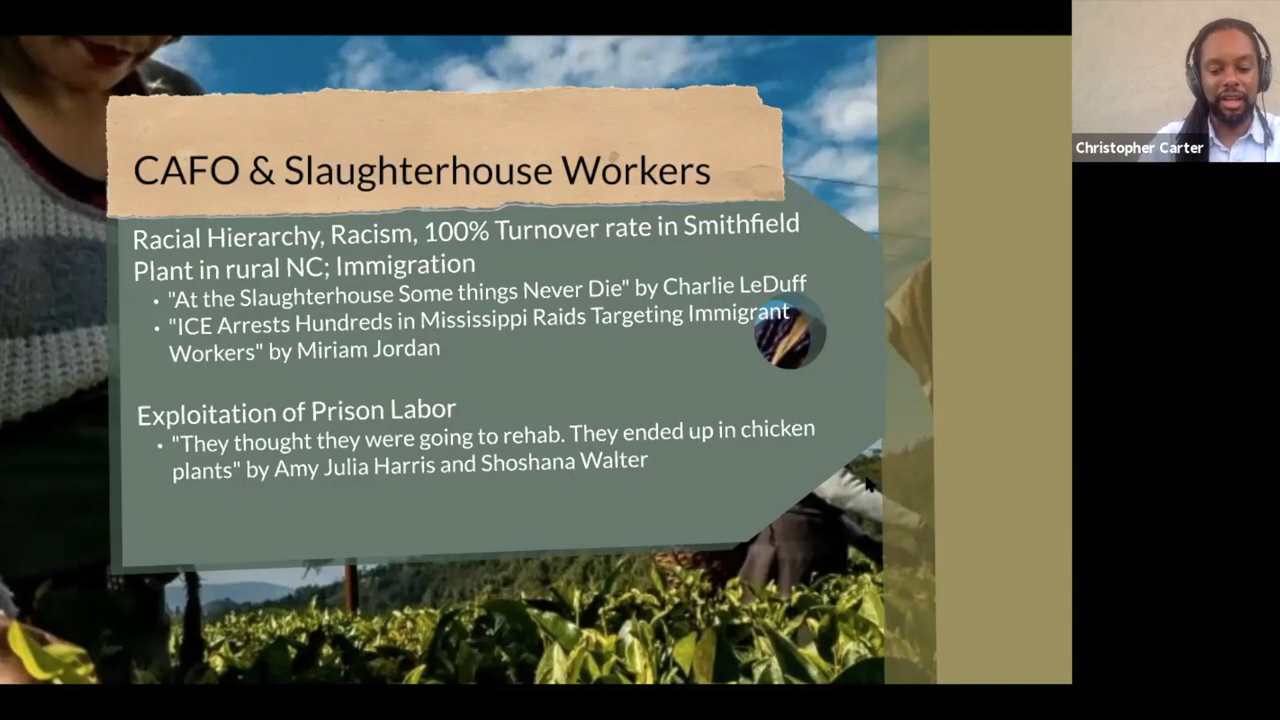 CAFO & Slaughterhouse Workers
Racial Hierarchy, Racism, 100% Turnover rate in Smithfield
Plant in rural NC; Immigration
• "At the Slaughterhouse Some things Never Die" by Charlie LeDuff
• "ICE Arrests Hundreds in Mississippi Raids Targeting Immigrant
Workers" by Miriam Jordan
Exploitation of Prison Labor
• "They thought they were going to rehab. They ended up in chicken
plants" by Amy Julia Harris and Shoshana Walter
Christopher Carter